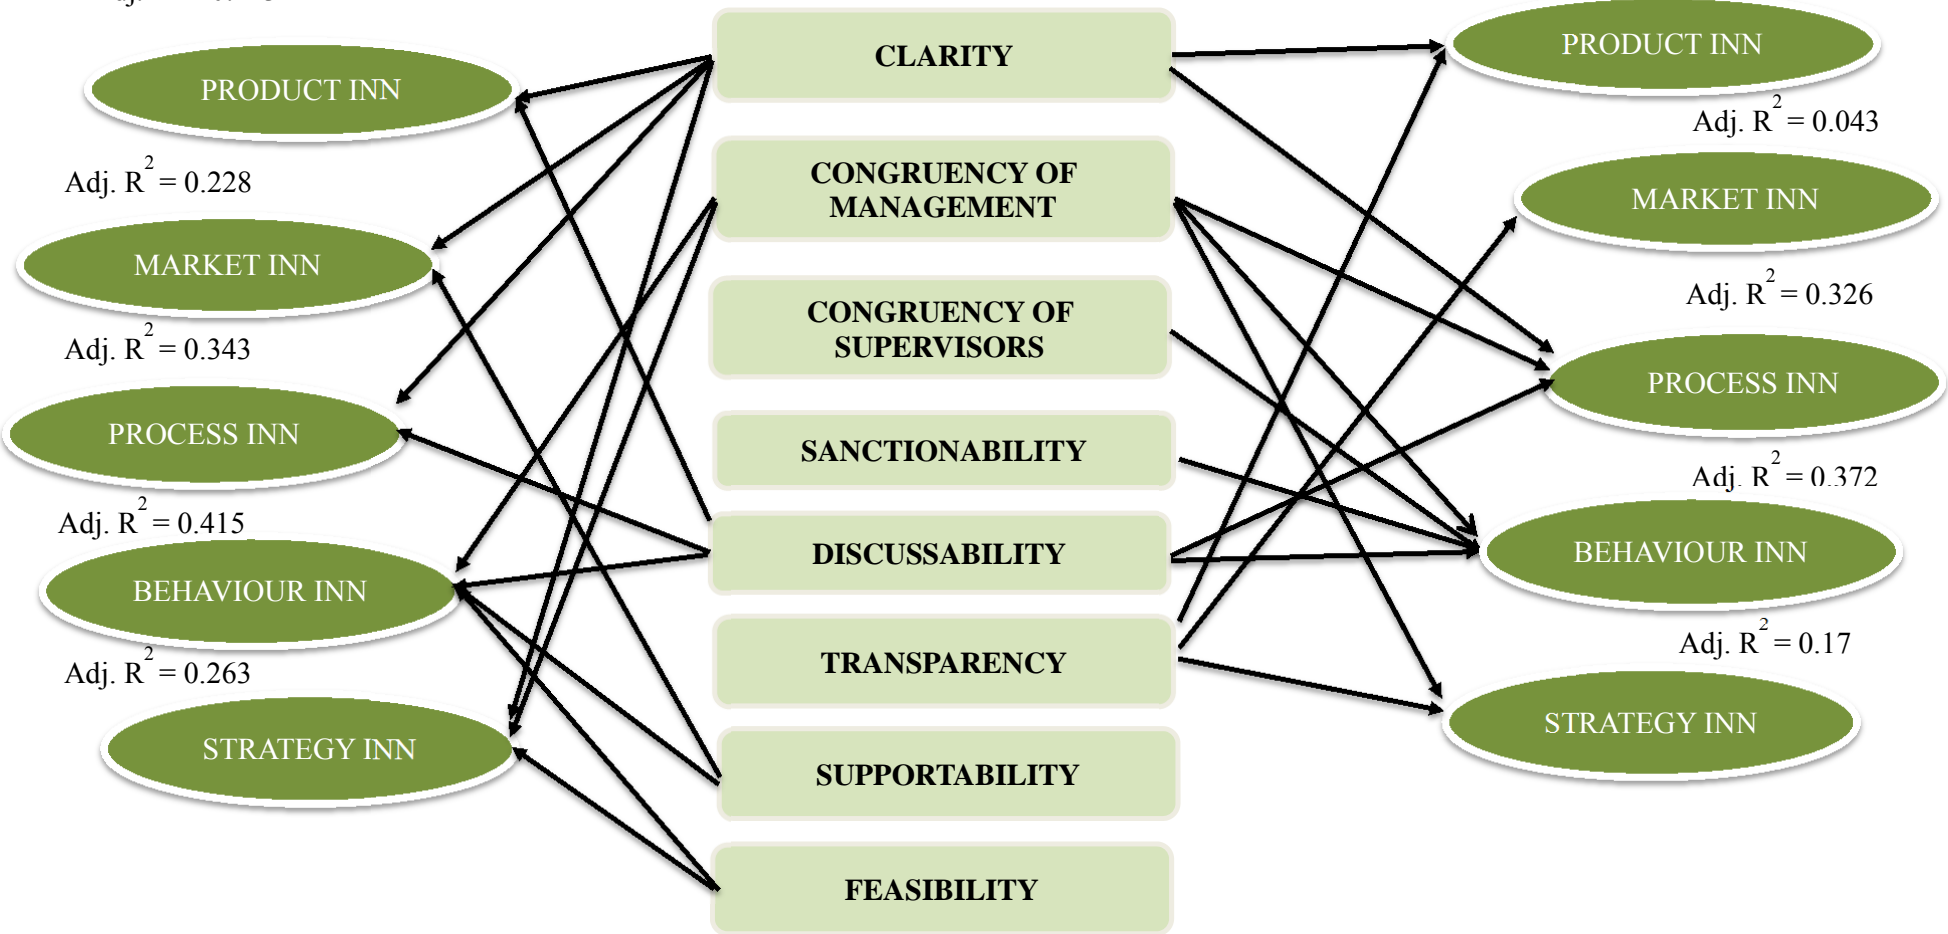 PRODUCT INN
Adj. R2 = 0.228
MARKET INN
Adj. R2 = 0.343
PROCESS INN
Adj. R2 = 0.415
BEHAVIOUR INN
Adj. R2 = 0.263
STRATEGY INN
CLARITY
CONGRUENCY OF
MANAGEMENT
CONGRUENCY OF
SUPERVISORS
SANCTIONABILITY
DISCUSSABILITY
TRANSPARENCY
SUPPORTABILITY
FEASIBILITY
PRODUCT INN
Adj. R2 = 0.043
MARKET INN
Adj. R2 = 0.326
PROCESS INN
Adj. R2 = 0.372
BEHAVIOUR INN
Adj. R2 = 0.17
STRATEGY INN